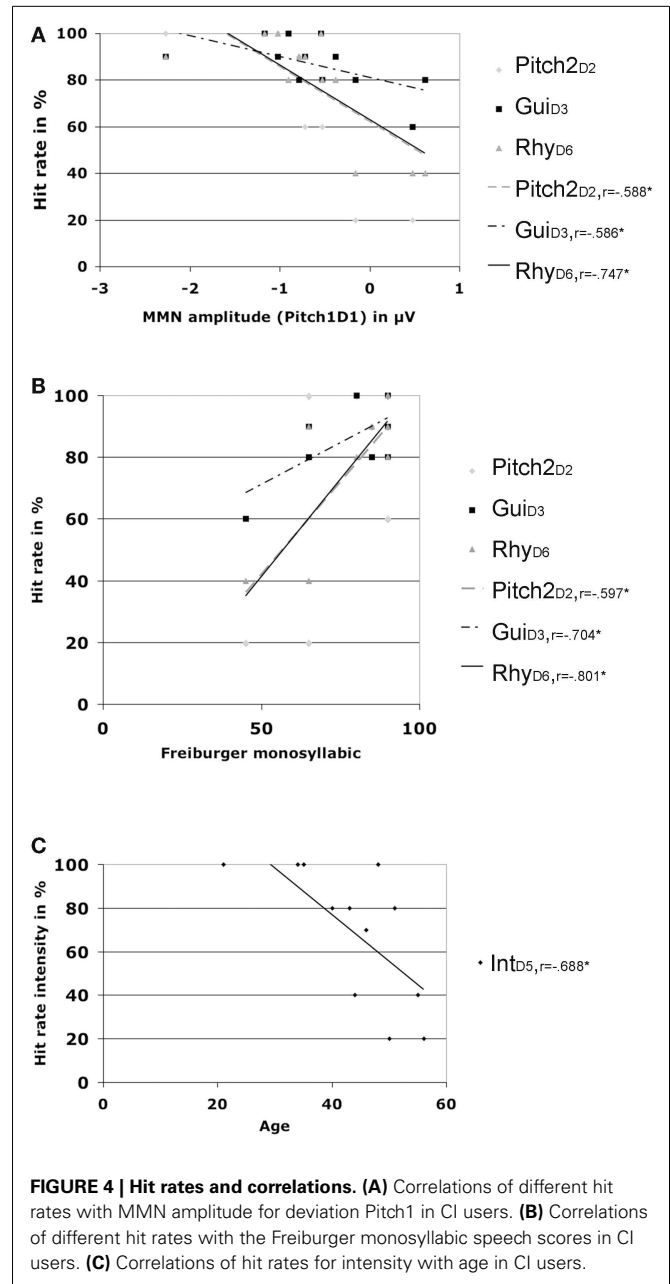 A
Hit rate in %
100
80
60
40
20
0
-3 -2 -1 0 1
MMN amplitude (Pitch1D1) in µV
Pitch2D2
GuiD3
RhyD6
Pitch2D2,r=-.588*
GuiD3,r=-.586*
RhyD6,r=-.747*
B
Hit rate in %
100
80
60
40
20
0
0 50 100
Freiburger monosyllabic
Pitch2D2
GuiD3
RhyD6
Pitch2D2,r=-.597*
GuiD3,r=-.704*
RhyD6,r=-.801*
C
Hit rate intensity in %
100
80
60
40
20
0
0 20 40 60
Age
IntD5,r=-.688*
FIGURE 4 | Hit rates and correlations. (A) Correlations of different hit
rates with MMN amplitude for deviation Pitch1 in CI users. (B) Correlations
of different hit rates with the Freiburger monosyllabic speech scores in CI
users. (C) Correlations of hit rates for intensity with age in CI users.